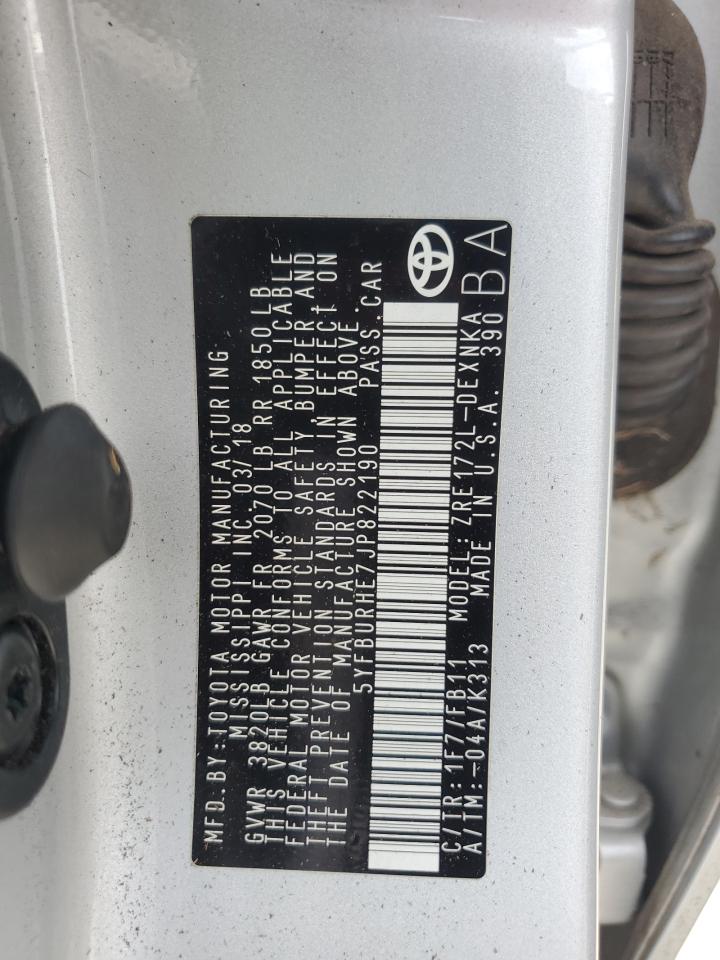 MFD.BY:TOYOTA MOTOR MANUFACTURING
MISSISSIPPI INC. 03/18
GVWR 3820LB GAWR FR 2070 LB RR 1850LB
THIS VEHICLE CONFORMS TO ALL APPLICABLE
FEDERAL MOTOR VEHICLE SAFETY BUMPER AND
THEFT PREVENTION STANDARDS IN EFFECT ON
THE DATE OF MANUFACTURE SHOWN ABOVE.
5YFBURHE7JP822190 PASS.CAR
C/TR:1F7/FB11 MODEL:ZRE172L-DEXNKA
A/TM:-04A/K313 MADE IN U.S.A. 390 BA